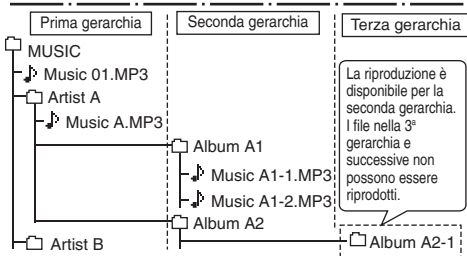 Prima gerarchia
Seconda gerarchia
Terza gerarchia
MUSIC
Music 01.MP3
Artist A
Music A.MP3
Album A1
Music A1-1.MP3
Music A1-2.MP3
Album A2
Artist B
Album A2-1
La riproduzione è
disponibile per la
seconda gerarchia.
I file nella 3ª
gerarchia e
successive non
possono essere
riprodotti.